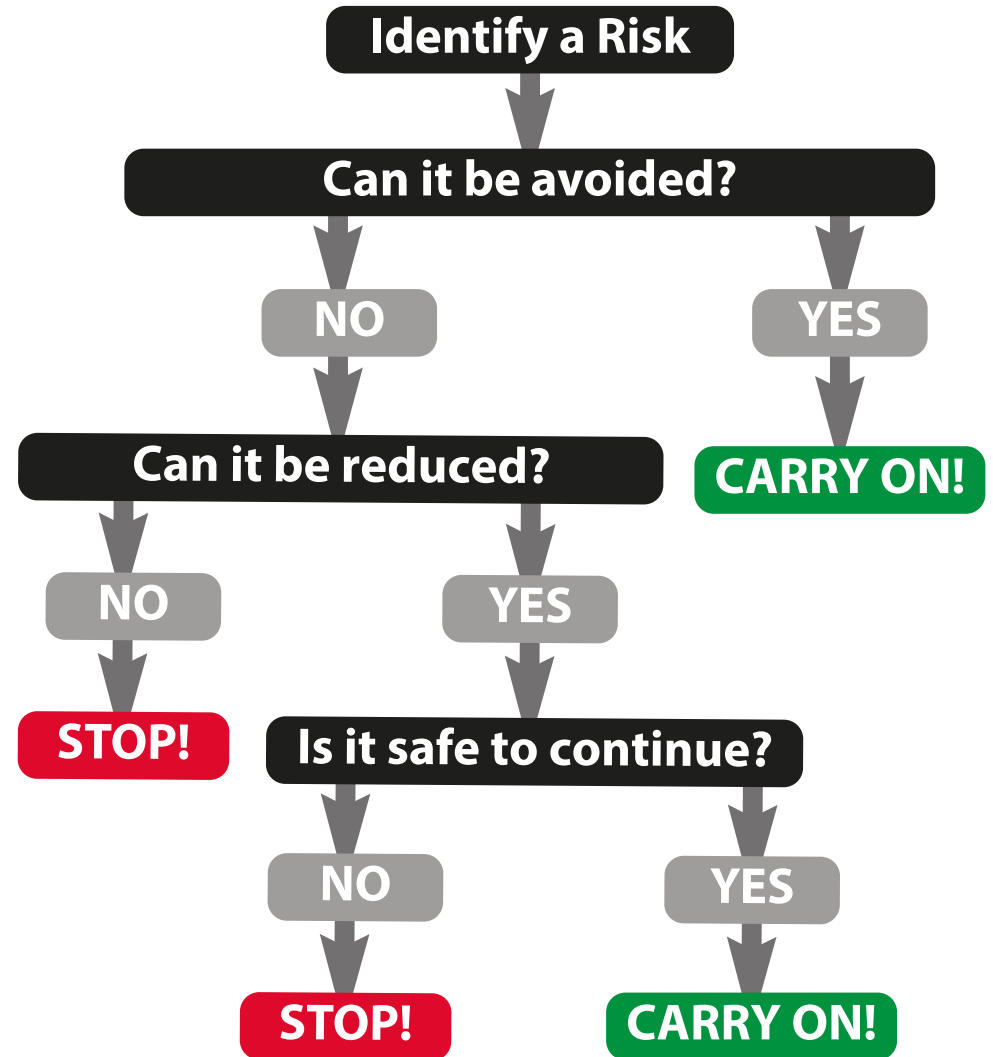 Identify a Risk
Can it be avoided?
NO
YES
Can it be reduced?
CARRY ON!
NO
YES
STOP!
Is it safe to continue?
NO
YES
STOP!
CARRY ON!